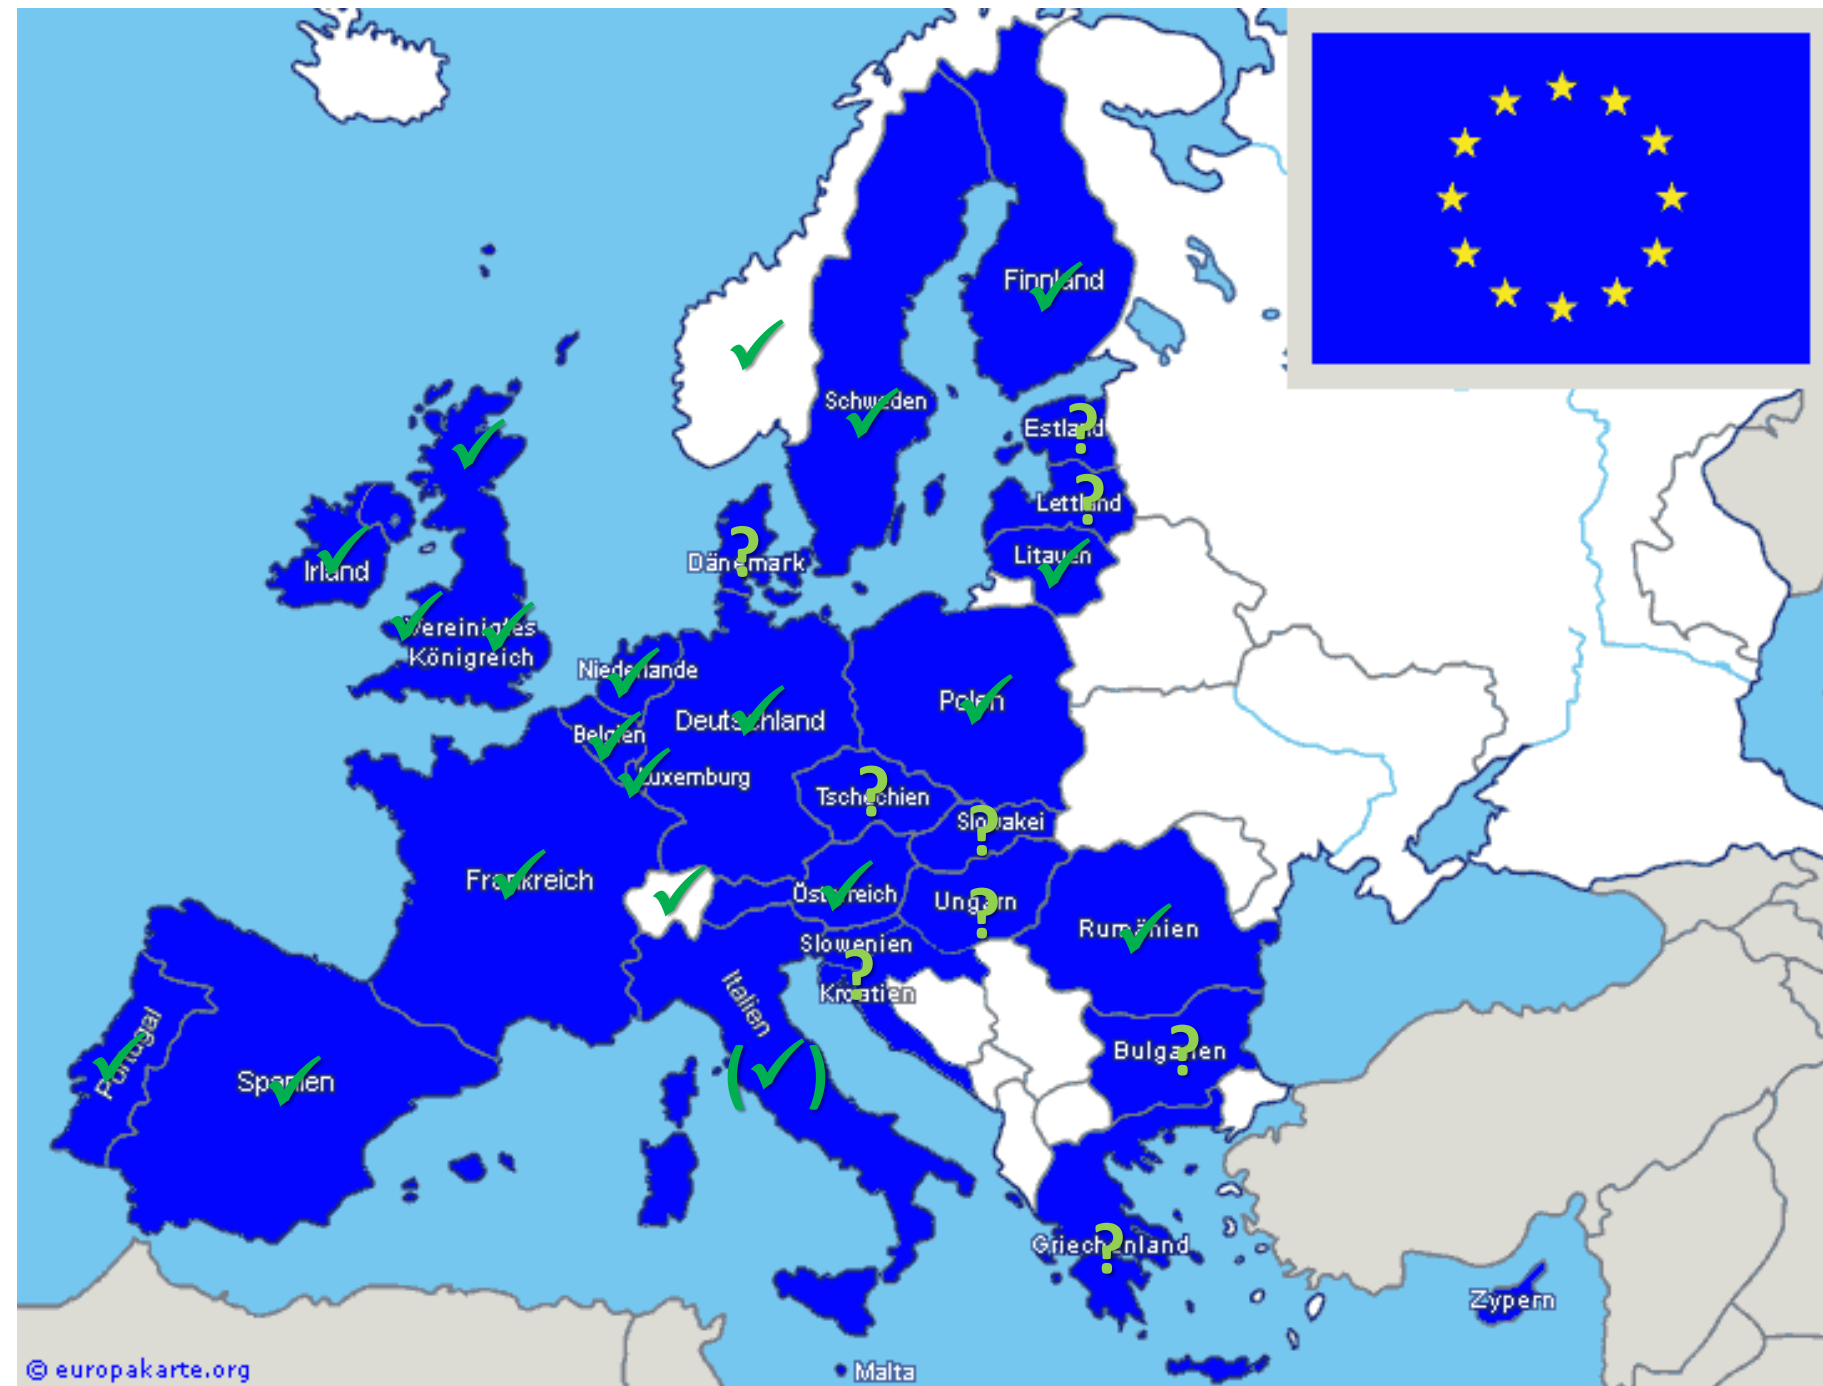 Finnland
Schweden
?
Estland
?
Lettland
?
Dänemark
Litauen
Irland
Vereinigtes
Königreich
Niederlande
Polen
Deutschland
Belgien
Luxemburg
?
Tschechien
?
Slowakei
Frankreich
Österreich
?
Ungarn
Rumänien
Slowenien
?
Kroatien
Italien
( )
Portugal
Spanien
?
Bulgarien
?
Griechenland
Zypern
Malta
© europakarte.org